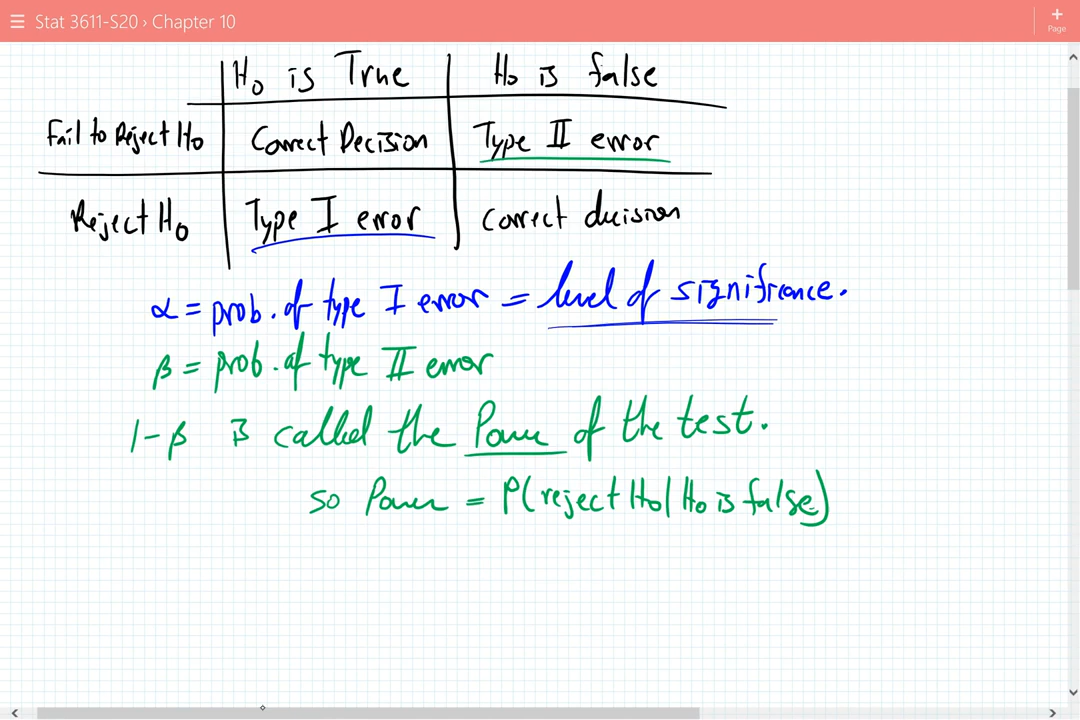 Stat 3611-S20 › Chapter 10
Page
H₀ is True H₀ is false
Fail to Reject H₀ Correct Decision Type II error
Reject H₀ Type I error correct decision
α = prob. of type I error = level of significance.
β = prob. of type II error
1-β is called the Power of the test.
so Power = P(reject H₀ | H₀ is false)